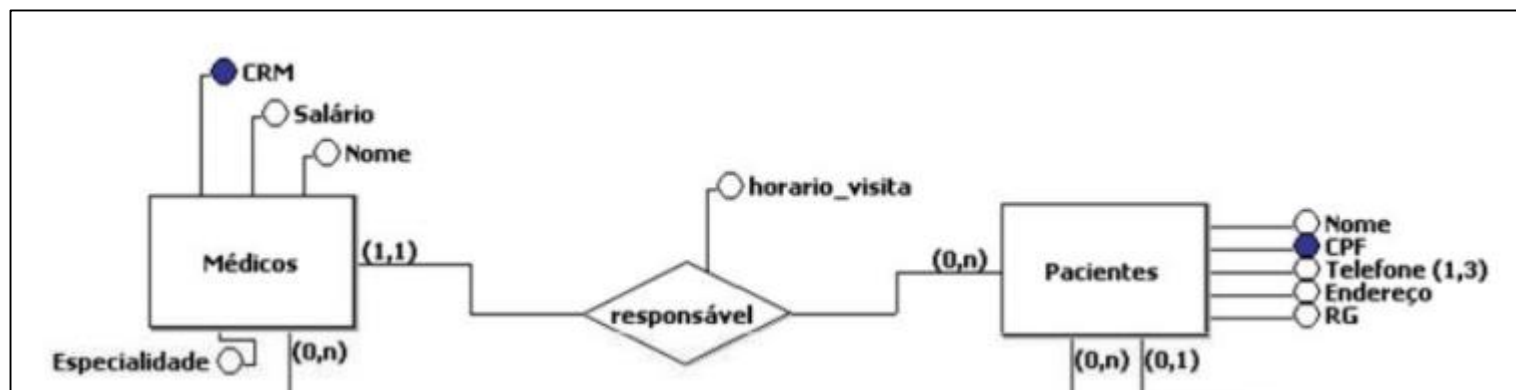 CRM
Salário
Nome
horario_visita
Médicos
(1,1)
responsável
(0,n)
Pacientes
Nome
CPF
Telefone (1,3)
Endereço
RG
Especialidade
(0,n)
(0,n)
(0,1)